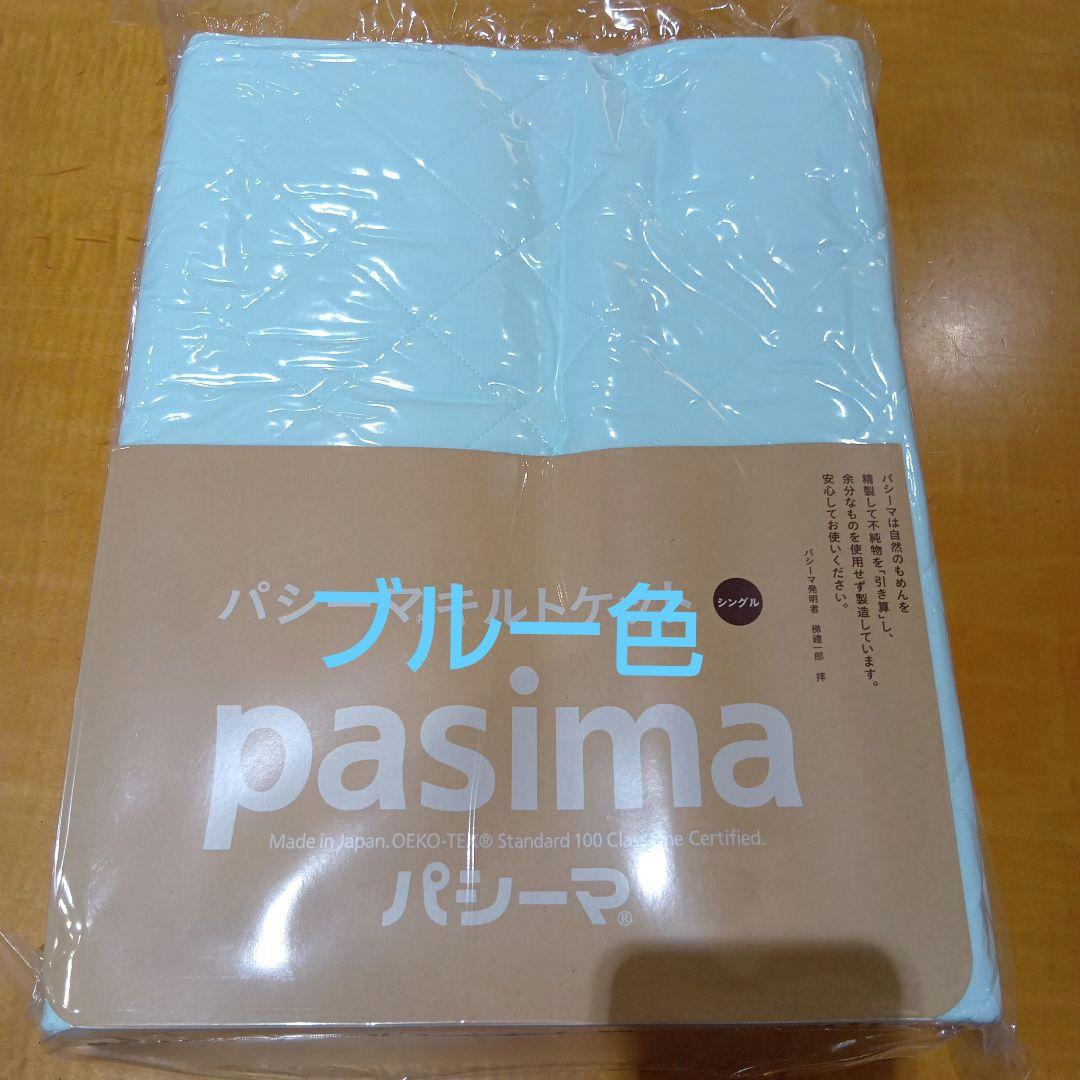 パシーマは自然のもめんを
精製して不純物を「引き算」し、
余分なものを使用せず製造しています。
安心してお使いください。
パシーマ発明者 梯禮一郎 拝
パシーマ®キルトケット シングル
ブルー色
pasima
Made in Japan. OEKO-TEX® Standard 100 Class One Certified.
パシーマ®